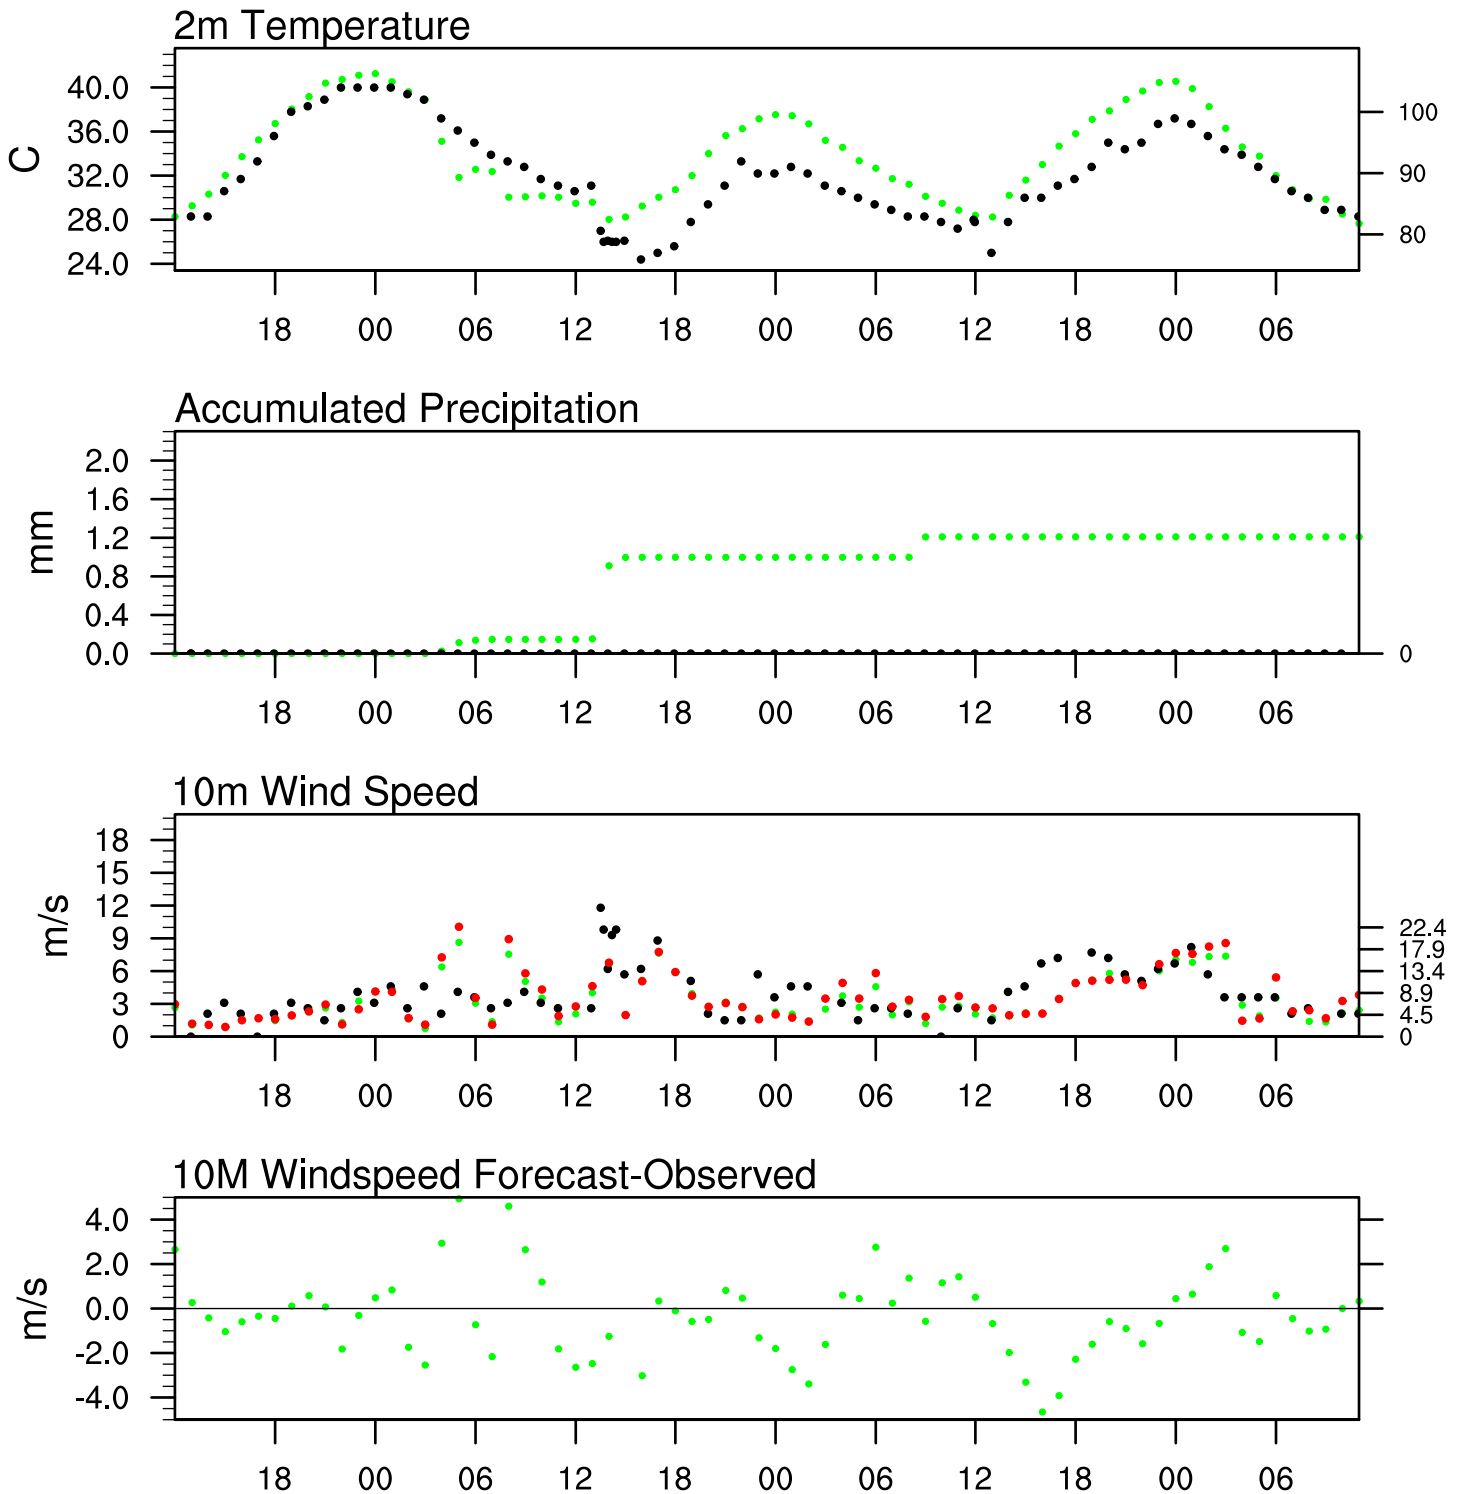 2m Temperature
40.0
36.0
32.0
28.0
24.0
C
100
90
80
18 00 06 12 18 00 06 12 18 00 06
Accumulated Precipitation
2.0
1.6
1.2
0.8
0.4
0.0
mm
0
18 00 06 12 18 00 06 12 18 00 06
10m Wind Speed
18
15
12
9
6
3
0
m/s
22.4
17.9
13.4
8.9
4.5
0
18 00 06 12 18 00 06 12 18 00 06
10M Windspeed Forecast-Observed
4.0
2.0
0.0
-2.0
-4.0
m/s
18 00 06 12 18 00 06 12 18 00 06